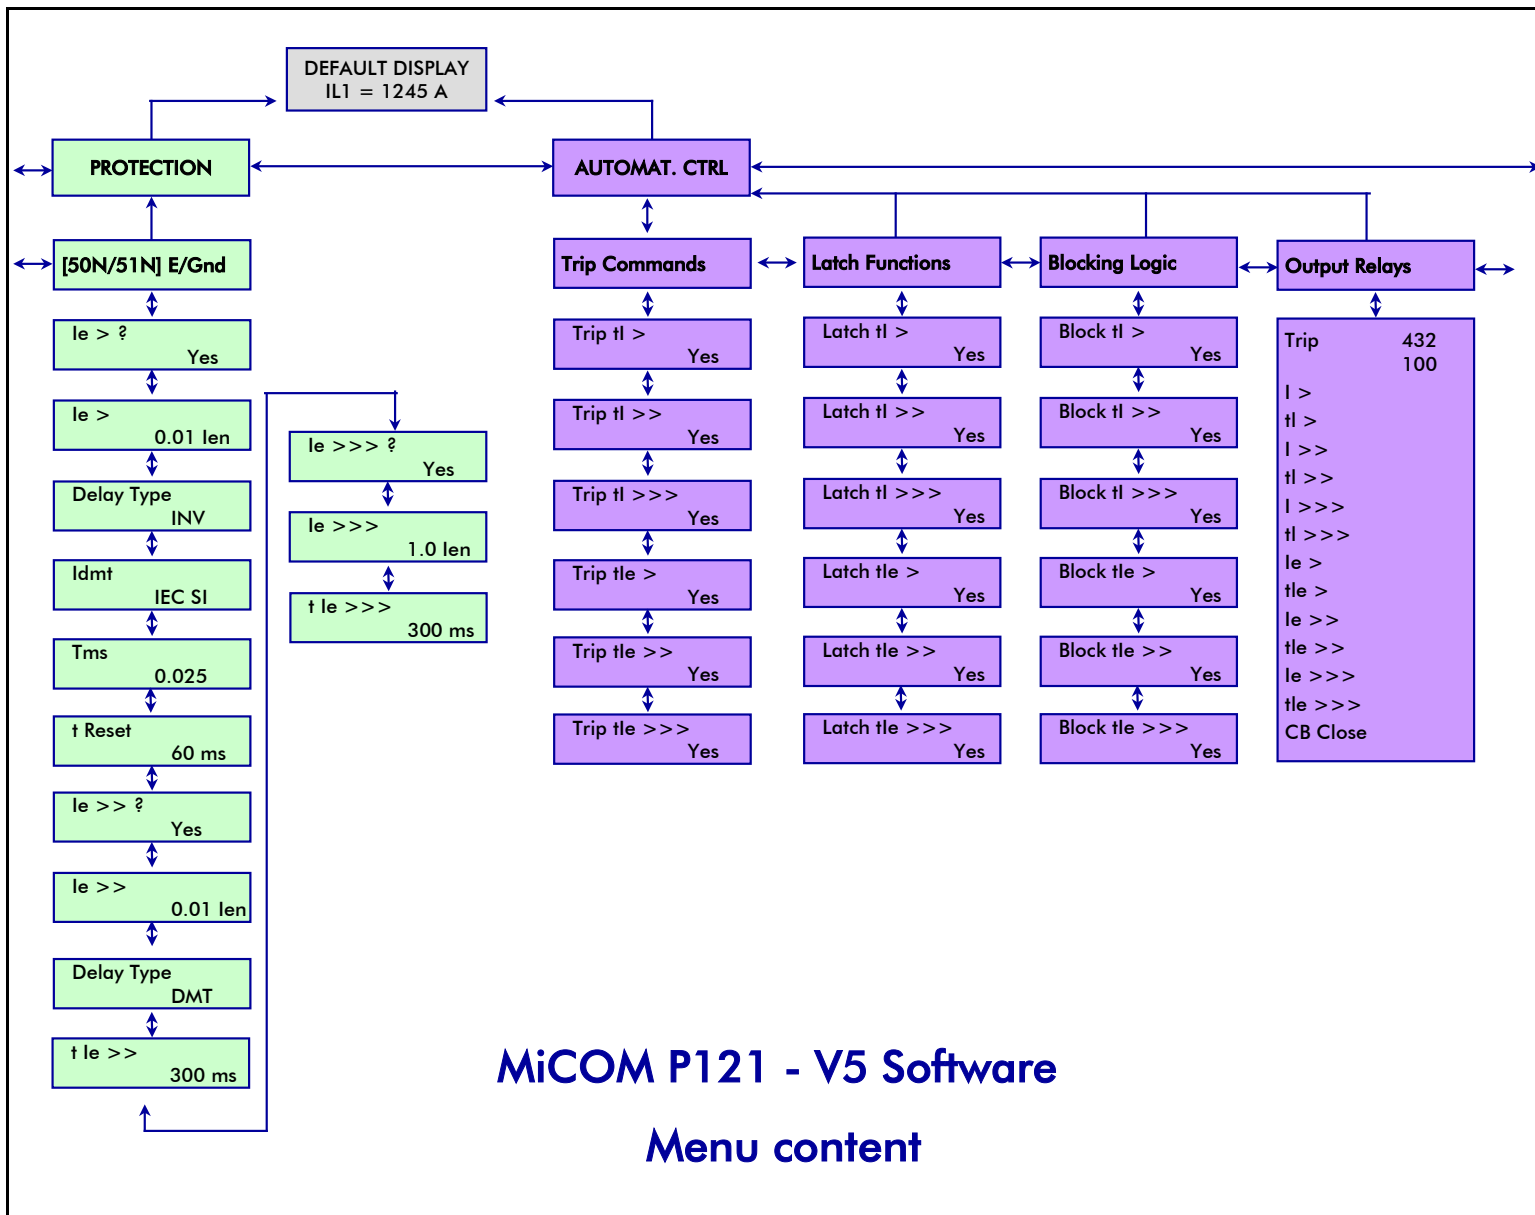 DEFAULT DISPLAY
IL1 = 1245 A
PROTECTION
AUTOMAT. CTRL
[50N/51N] E/Gnd
Ie > ?
Yes
Ie >
0.01 Ien
Delay Type
INV
Idmt
IEC SI
Tms
0.025
t Reset
60 ms
Ie >> ?
Yes
Ie >>
0.01 Ien
Delay Type
DMT
t Ie >>
300 ms
Ie >>> ?
Yes
Ie >>>
1.0 Ien
t Ie >>>
300 ms
Trip Commands
Trip tI >
Yes
Trip tI >>
Yes
Trip tI >>>
Yes
Trip tIe >
Yes
Trip tIe >>
Yes
Trip tIe >>>
Yes
Latch Functions
Latch tI >
Yes
Latch tI >>
Yes
Latch tI >>>
Yes
Latch tIe >
Yes
Latch tIe >>
Yes
Latch tIe >>>
Yes
Blocking Logic
Block tI >
Yes
Block tI >>
Yes
Block tI >>>
Yes
Block tIe >
Yes
Block tIe >>
Yes
Block tIe >>>
Yes
Output Relays
Trip 432
100
I >
tI >
I >>
tI >>
I >>>
tI >>>
Ie >
tIe >
Ie >>
tIe >>
Ie >>>
tIe >>>
CB Close
MiCOM P121 - V5 Software
Menu content